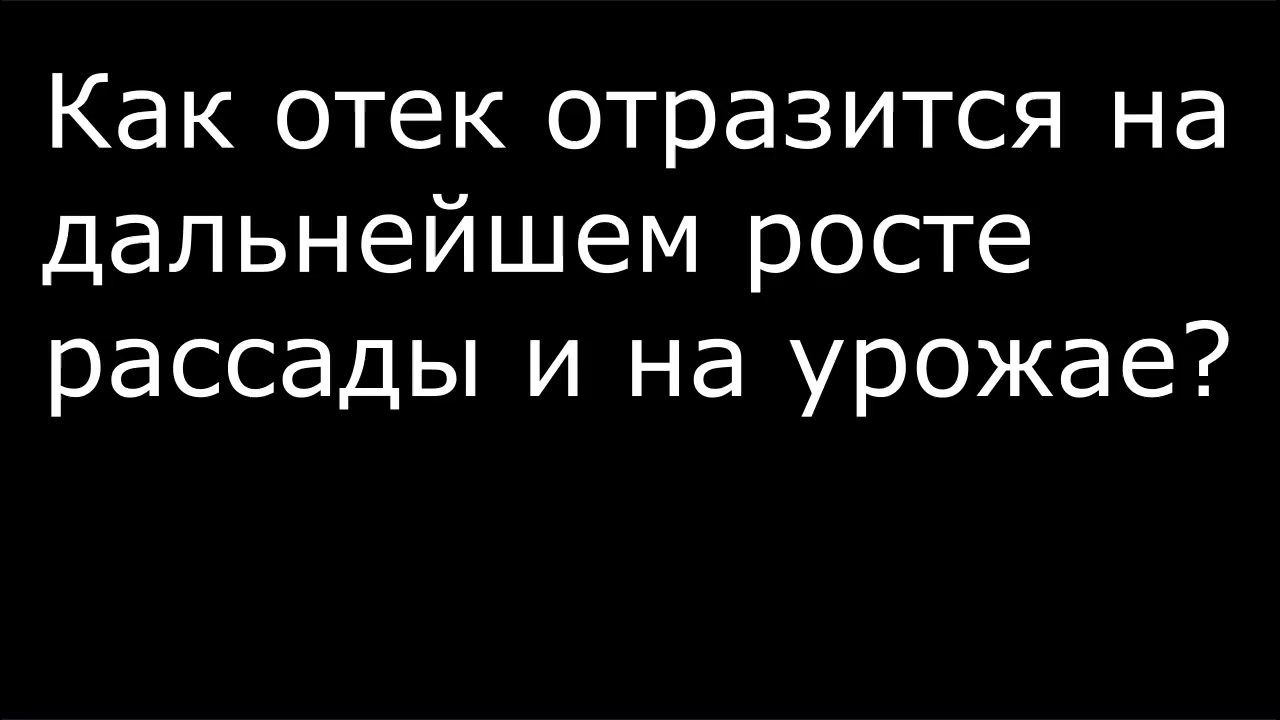 Как отек отразится на
дальнейшем росте
рассады и на урожае?